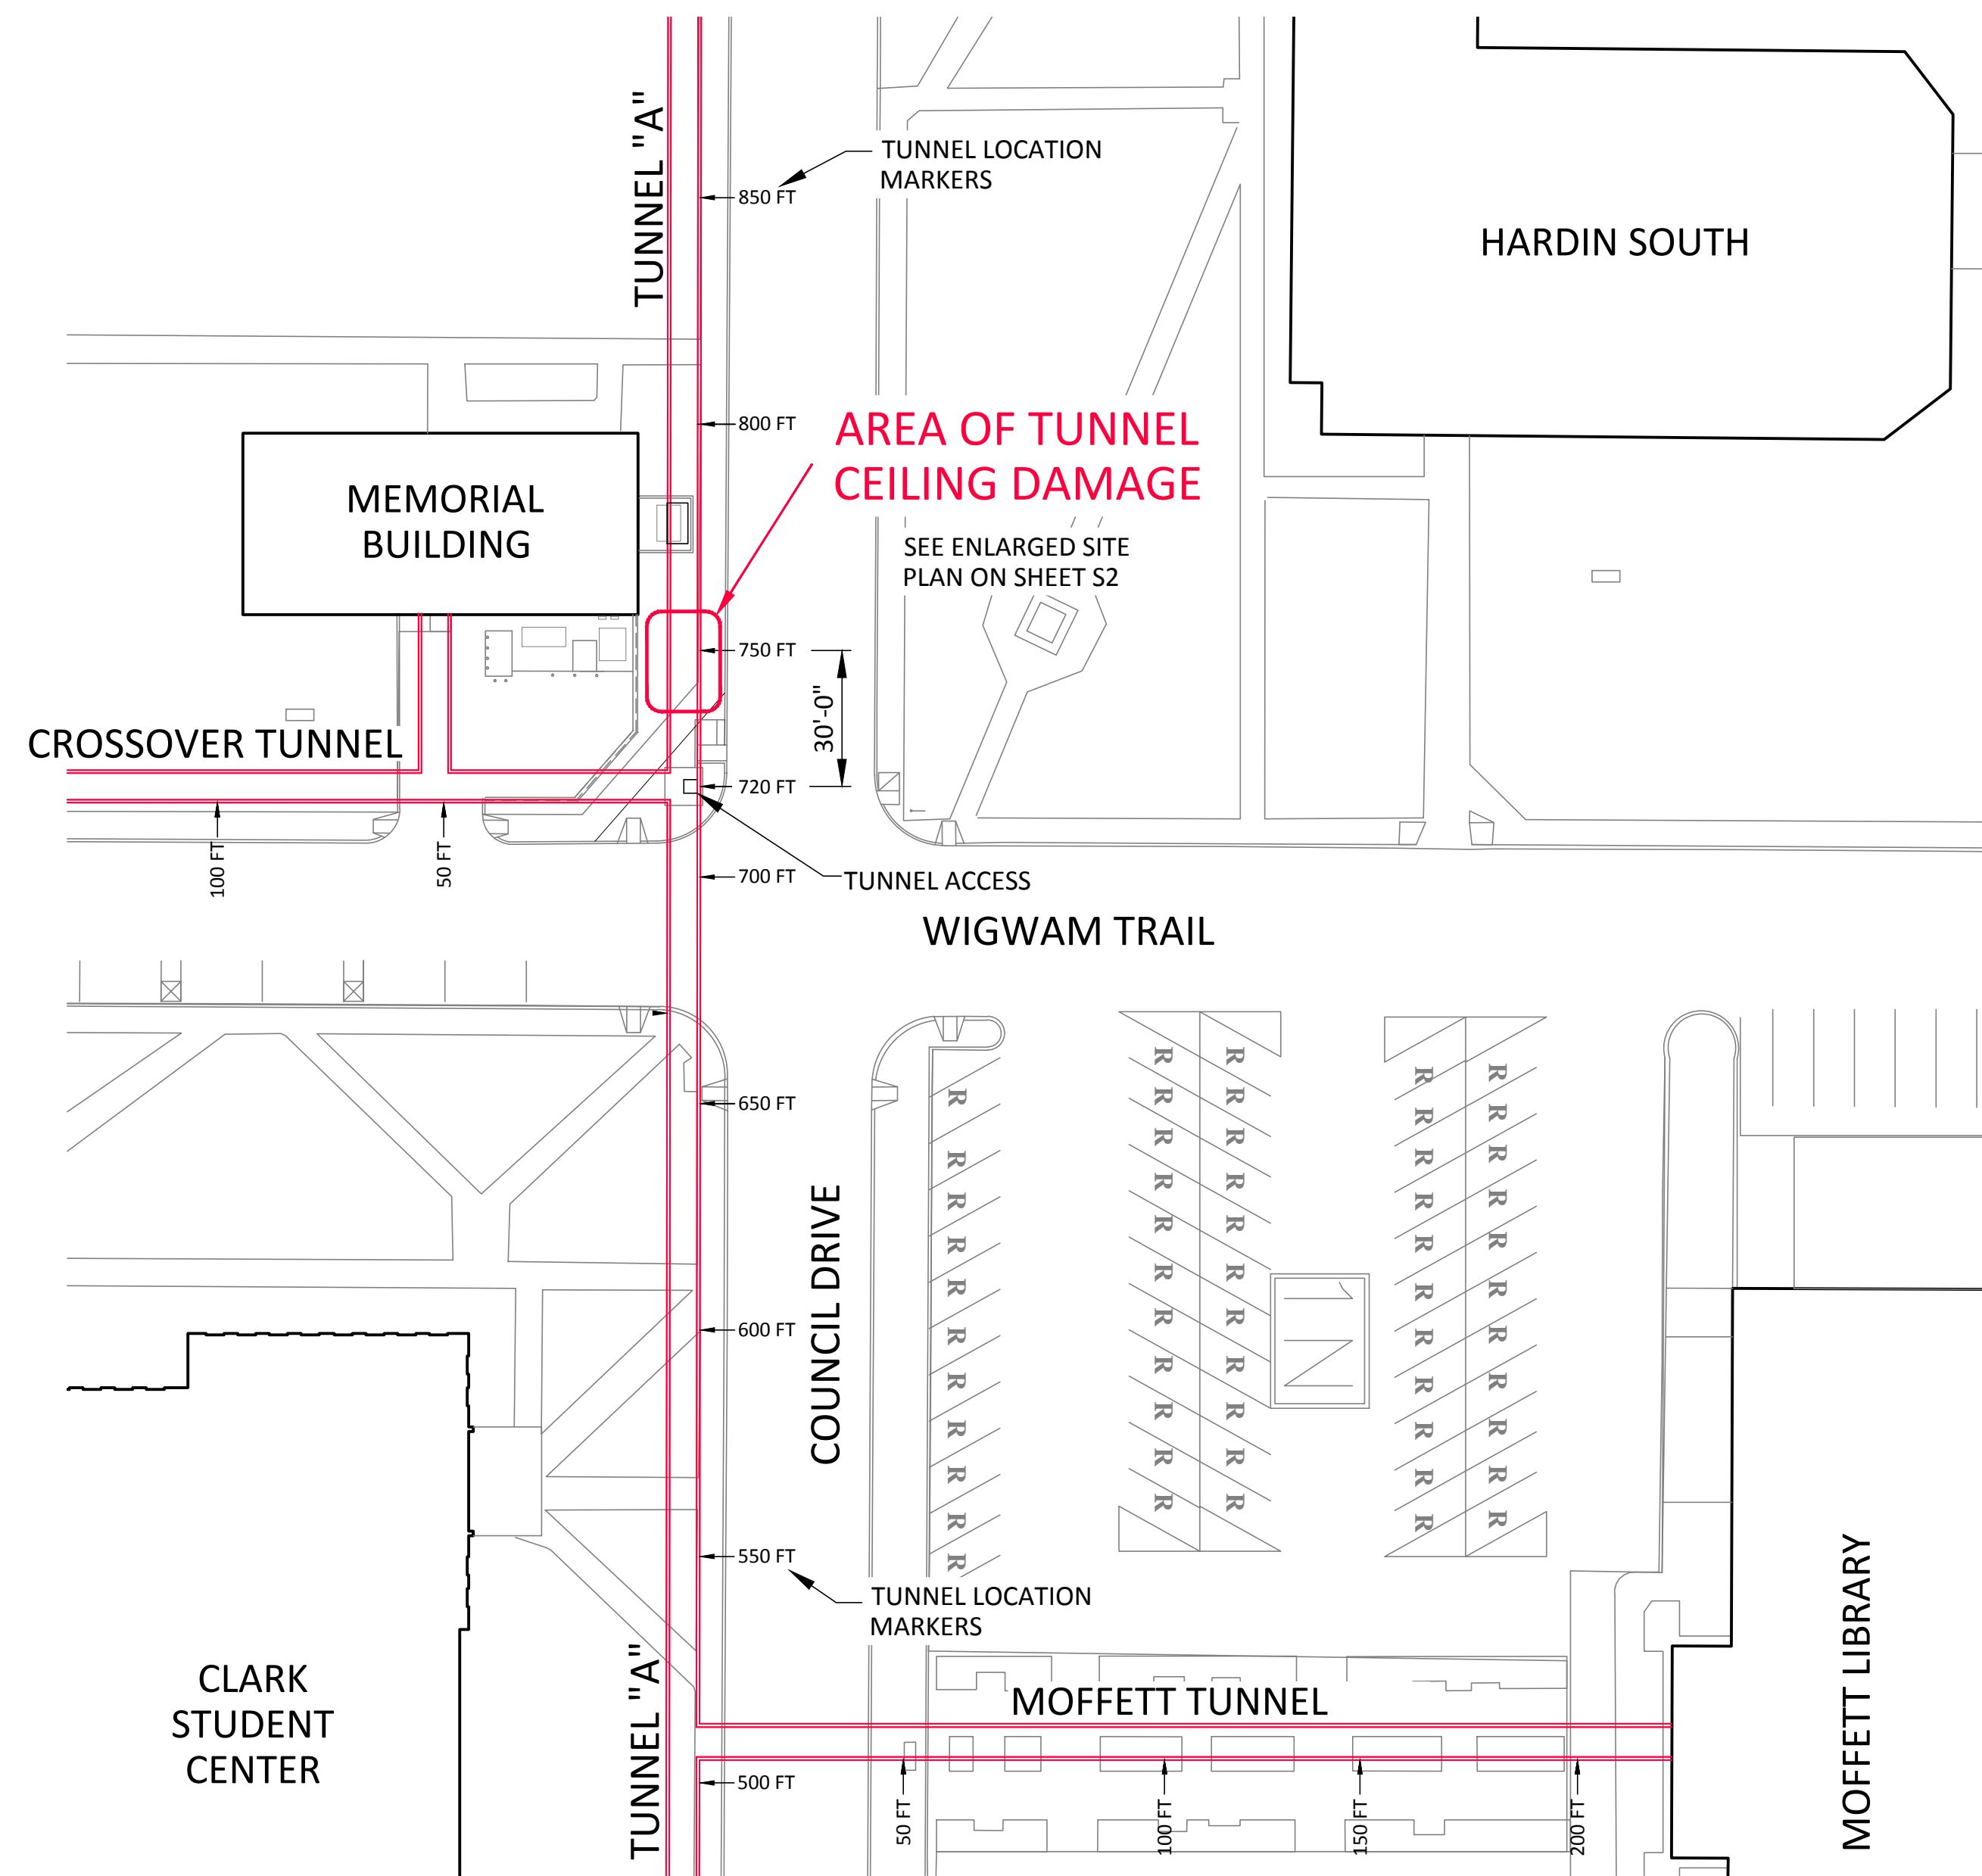 TUNNEL "A"
TUNNEL LOCATION
MARKERS
850 FT
HARDIN SOUTH
800 FT
AREA OF TUNNEL
CEILING DAMAGE
MEMORIAL
BUILDING
SEE ENLARGED SITE
PLAN ON SHEET S2
750 FT
30'-0"
CROSSOVER TUNNEL
720 FT
100 FT
50 FT
700 FT
TUNNEL ACCESS
WIGWAM TRAIL
650 FT
COUNCIL DRIVE
R R R R R R R R R R
R R R R R R R R R R R
R R R R R R R R R R R
R R R R R R R R R R R
R R R R R R R R R R R
1N
600 FT
550 FT
TUNNEL LOCATION
MARKERS
CLARK
STUDENT
CENTER
TUNNEL "A"
MOFFETT TUNNEL
MOFFETT LIBRARY
500 FT
50 FT
100 FT
150 FT
200 FT